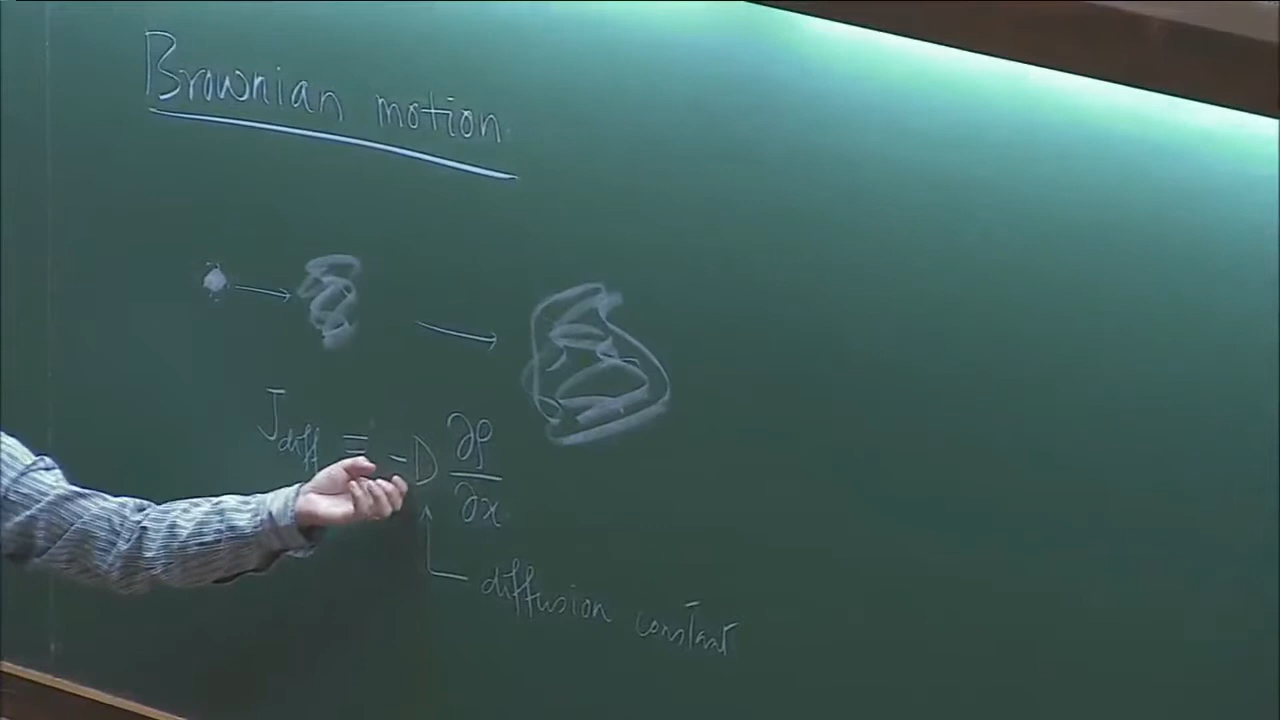 Brownian motion
J_diff = -D ∂ρ/∂x
diffusion constant